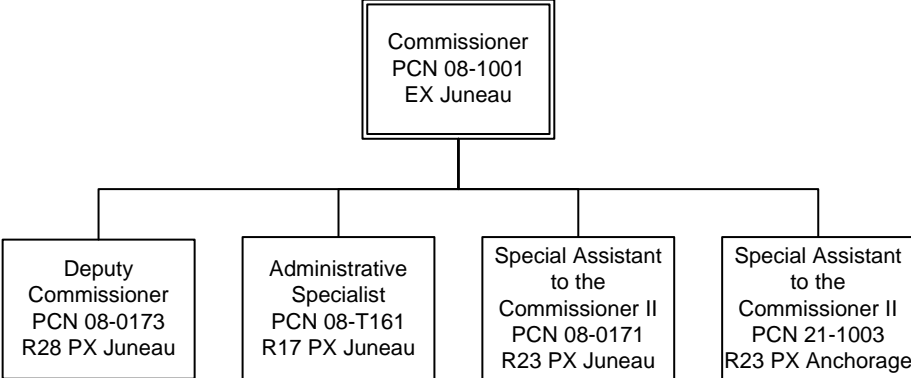 Commissioner
PCN 08-1001
EX Juneau
Deputy
Commissioner
PCN 08-0173
R28 PX Juneau
Administrative
Specialist
PCN 08-T161
R17 PX Juneau
Special Assistant
to the
Commissioner II
PCN 08-0171
R23 PX Juneau
Special Assistant
to the
Commissioner II
PCN 21-1003
R23 PX Anchorage